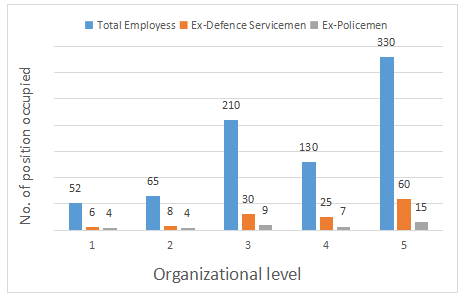 Total Employess Ex-Defence Servicemen Ex-Policemen
No. of position occupied
52 6 4
65 8 4
210 30 9
130 25 7
330 60 15
1 2 3 4 5
Organizational level